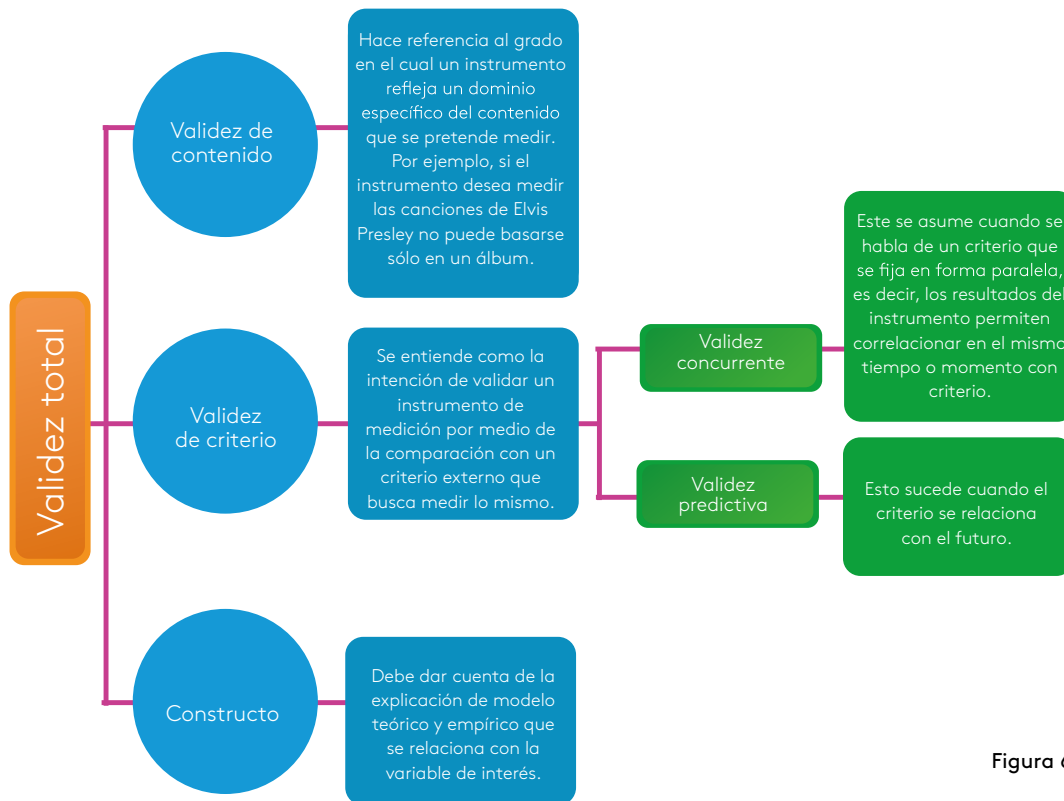 Validez total
Validez de
contenido
Hace referencia al grado
en el cual un instrumento
refleja un dominio
específico del contenido
que se pretende medir.
Por ejemplo, si el
instrumento desea medir
las canciones de Elvis
Presley no puede basarse
sólo en un álbum.
Validez
de criterio
Se entiende como la
intención de validar un
instrumento de
medición por medio de
la comparación con un
criterio externo que
busca medir lo mismo.
Validez
concurrente
Este se asume cuando se
habla de un criterio que
se fija en forma paralela,
es decir, los resultados del
instrumento permiten
correlacionar en el mismo
tiempo o momento con
criterio.
Validez
predictiva
Esto sucede cuando el
criterio se relaciona
con el futuro.
Constructo
Debe dar cuenta de la
explicación de modelo
teórico y empírico que
se relaciona con la
variable de interés.
Figura